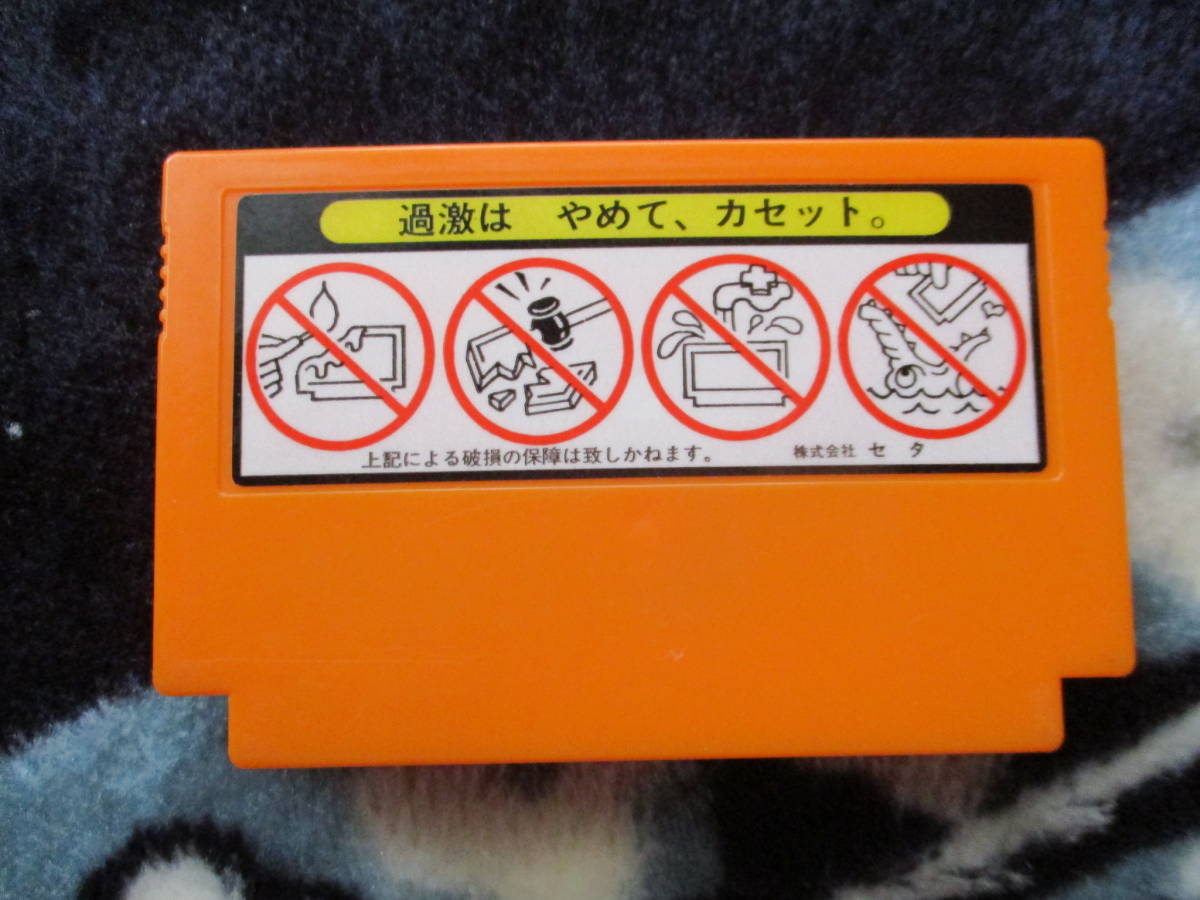 過激は やめて、カセット。
上記による破損の保障は致しかねます。
株式会社 セタ